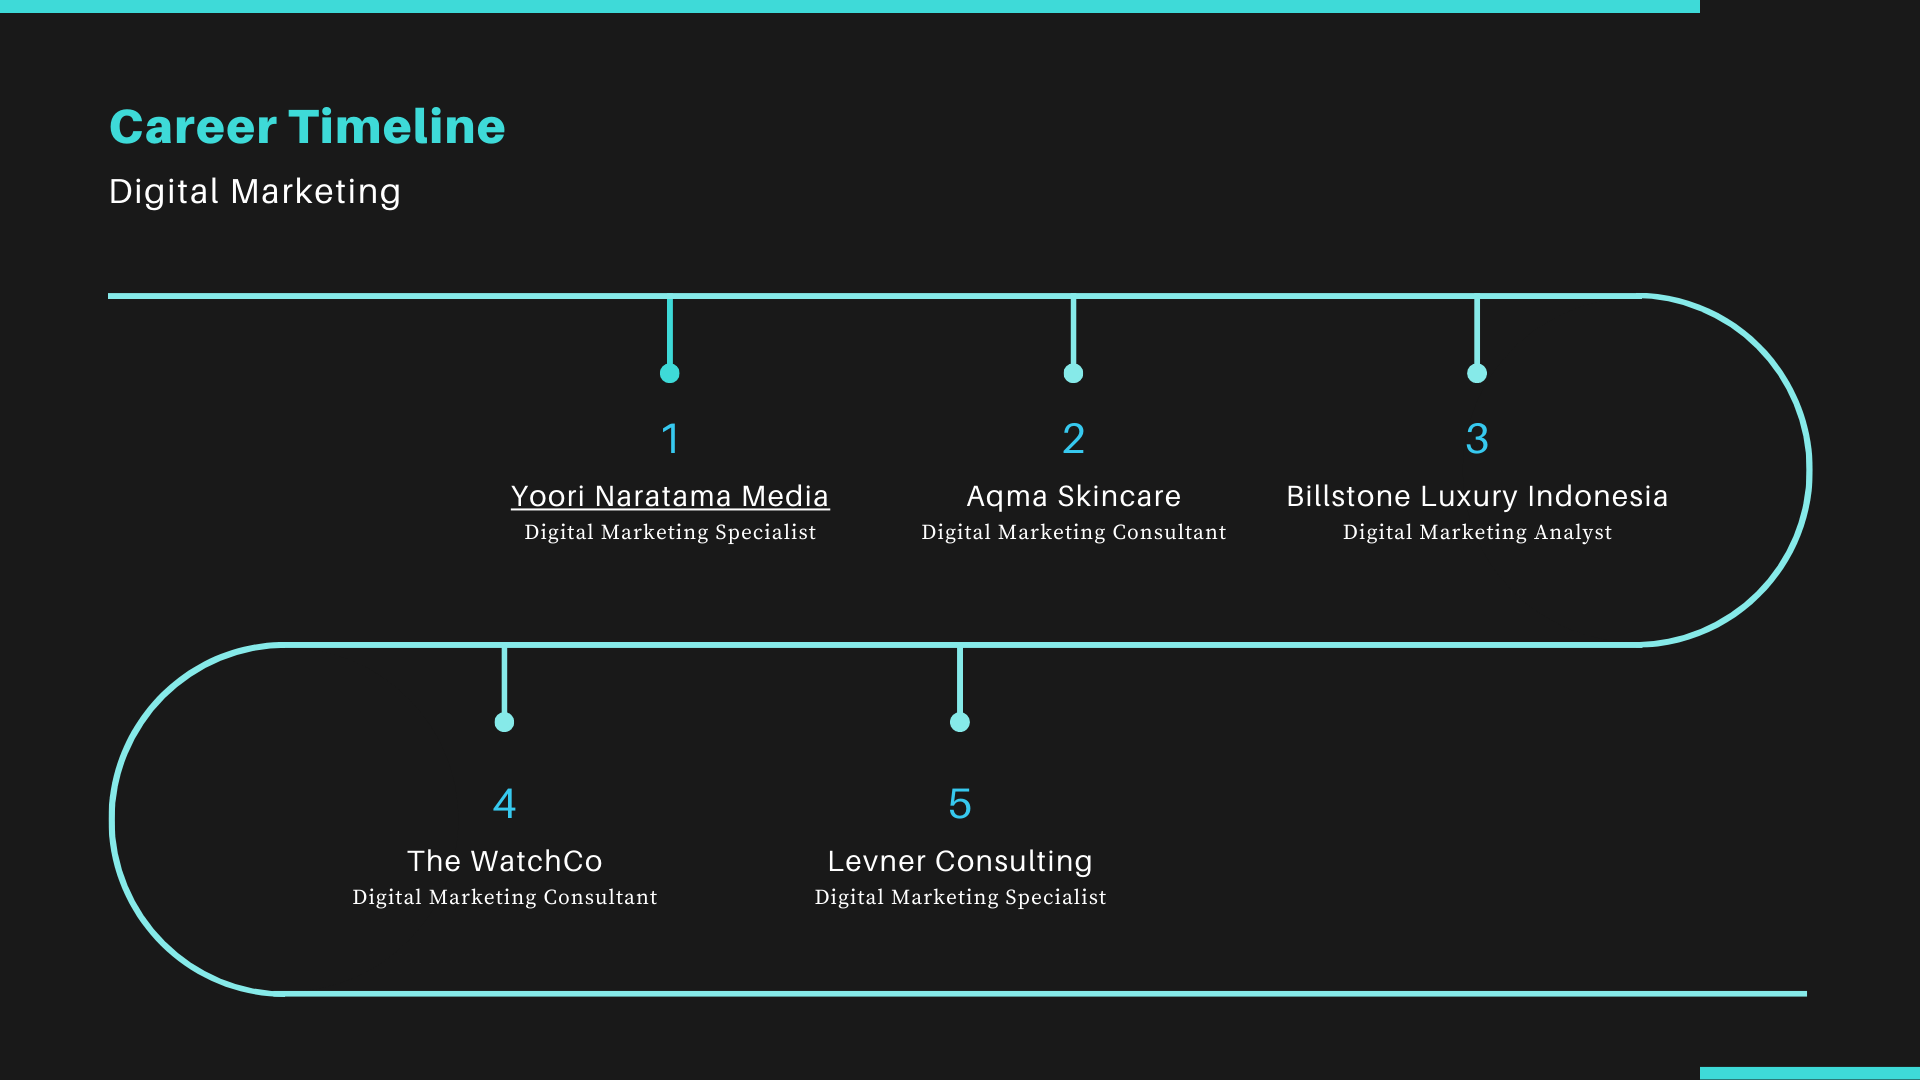 Career Timeline
Digital Marketing
1
Yoori Naratama Media
Digital Marketing Specialist
2
Aqma Skincare
Digital Marketing Consultant
3
Billstone Luxury Indonesia
Digital Marketing Analyst
4
The WatchCo
Digital Marketing Consultant
5
Levner Consulting
Digital Marketing Specialist